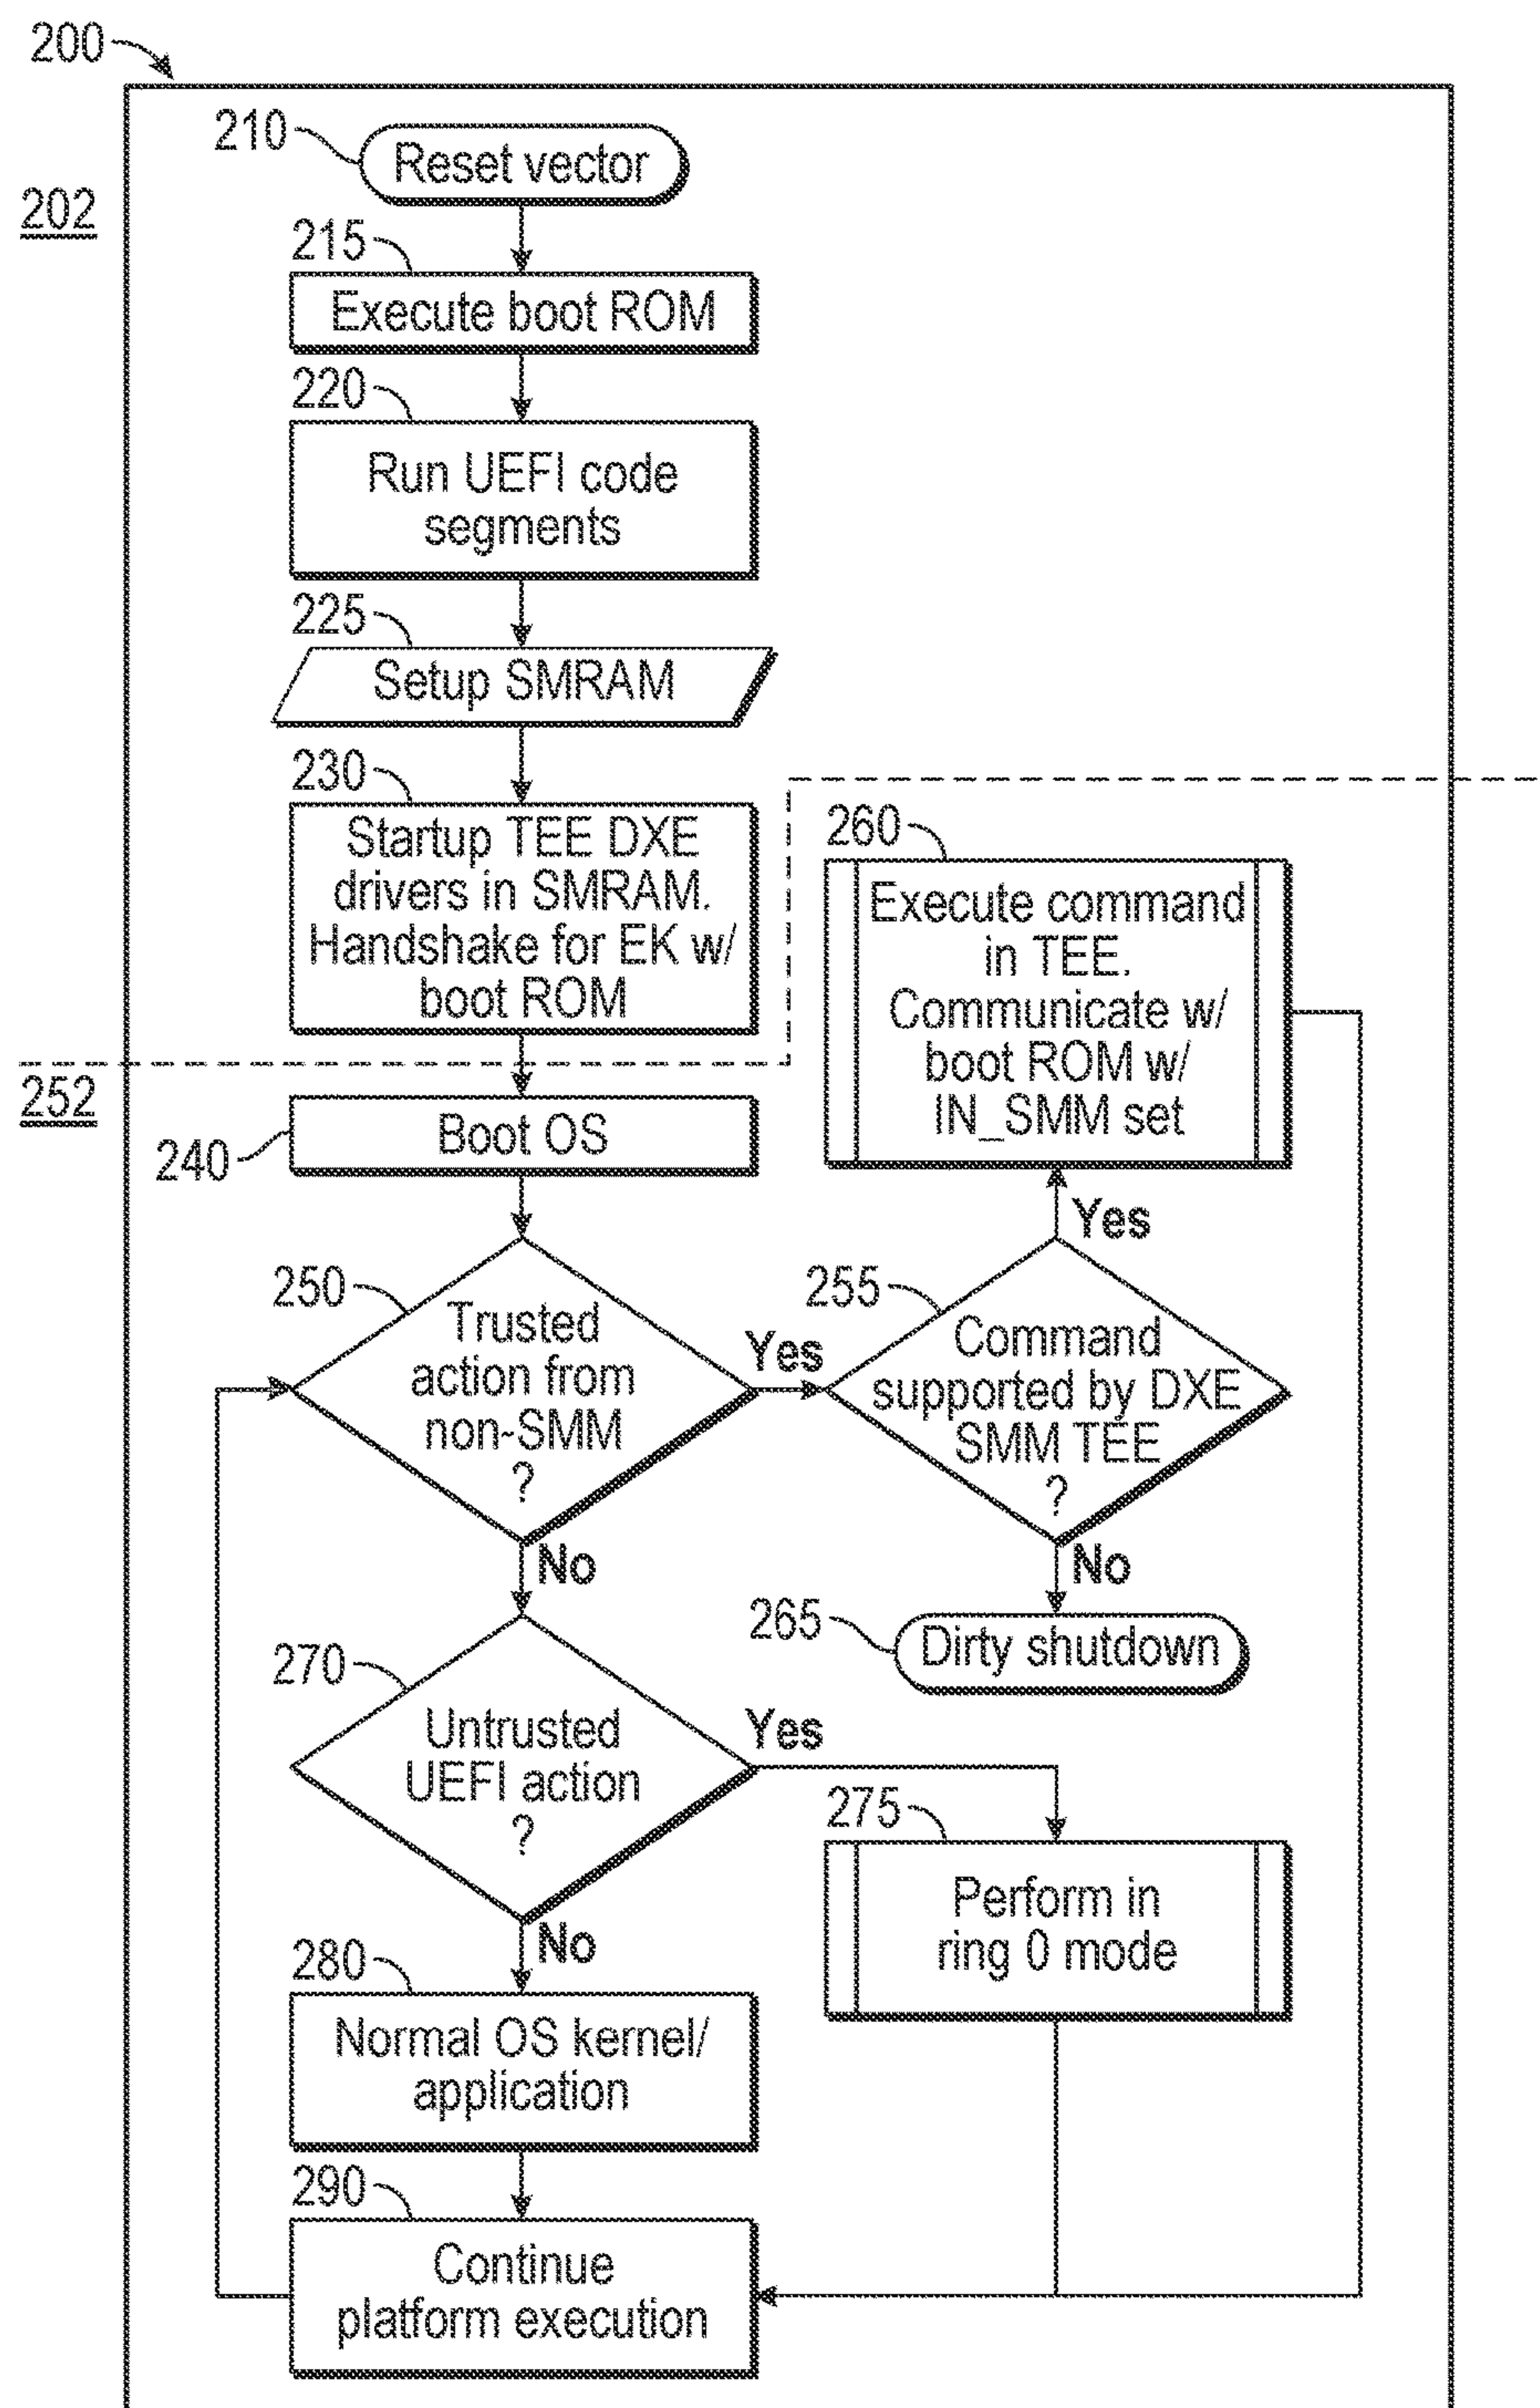 200
210
Reset vector
202
215
Execute boot ROM
220
Run UEFI code
segments
225
Setup SMRAM
230
Startup TEE DXE
drivers in SMRAM.
Handshake for EK w/
boot ROM
260
Execute command
in TEE.
Communicate w/
boot ROM w/
IN_SMM set
252
240
Boot OS
Yes
250
Trusted
action from
non-SMM
?
Yes
255
Command
supported by DXE
SMM TEE
?
No
No
265
Dirty shutdown
270
Untrusted
UEFI action
?
Yes
275
Perform in
ring 0 mode
No
280
Normal OS kernel/
application
290
Continue
platform execution